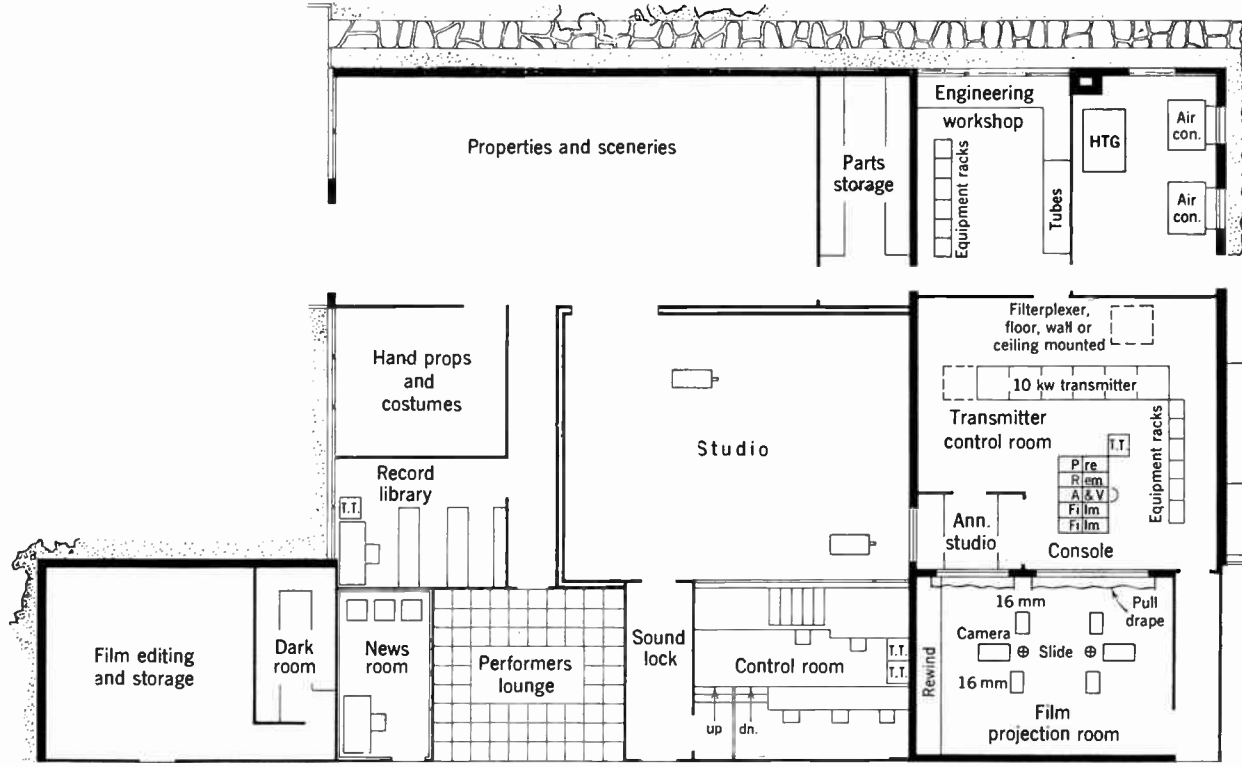 Properties and sceneries
Parts
storage
Engineering
workshop
Equipment racks
Tubes
HTG
Air
con.
Air
con.
Filterplexer,
floor, wall or
ceiling mounted
10 kw transmitter
Transmitter
control room
Equipment racks
T.T.
Pre
Rem
A & V
Film
Film
Console
Ann.
studio
Hand props
and
costumes
Studio
Record
library
T.T.
Film editing
and storage
Dark
room
News
room
Performers
lounge
Sound
lock
Control room
T.T.
T.T.
up
dn.
Rewind
16 mm
Pull
drape
Camera
Slide
16 mm
Film
projection room